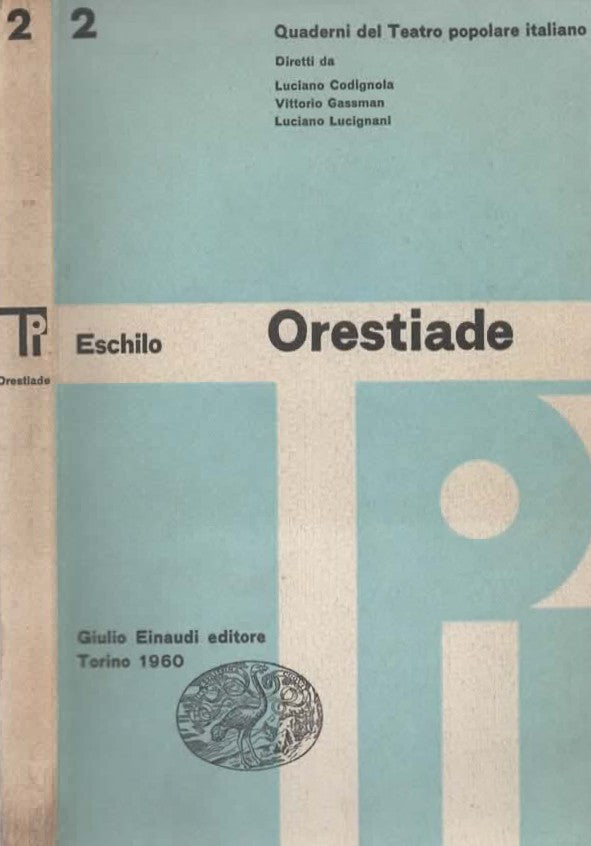 2
TPi
Orestiade
2
Quaderni del Teatro popolare italiano
Diretti da
Luciano Codignola
Vittorio Gassman
Luciano Lucignani
Eschilo
Orestiade
TPi
Giulio Einaudi editore
Torino 1960